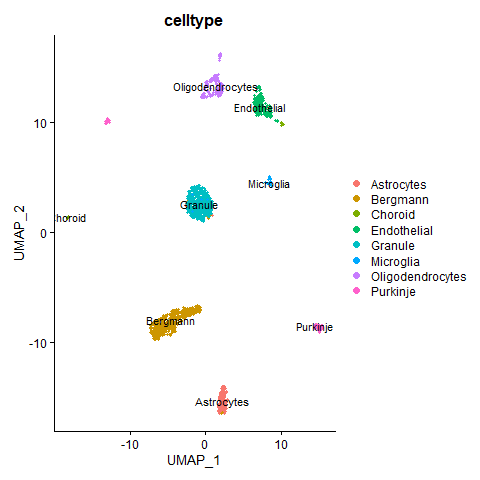 celltype
Oligodendrocytes
Endothelial
Microglia
Granule
horoid
Bergmann
Purkinje
Astrocytes
10
0
-10
UMAP_2
-10
0
10
UMAP_1
Astrocytes
Bergmann
Choroid
Endothelial
Granule
Microglia
Oligodendrocytes
Purkinje